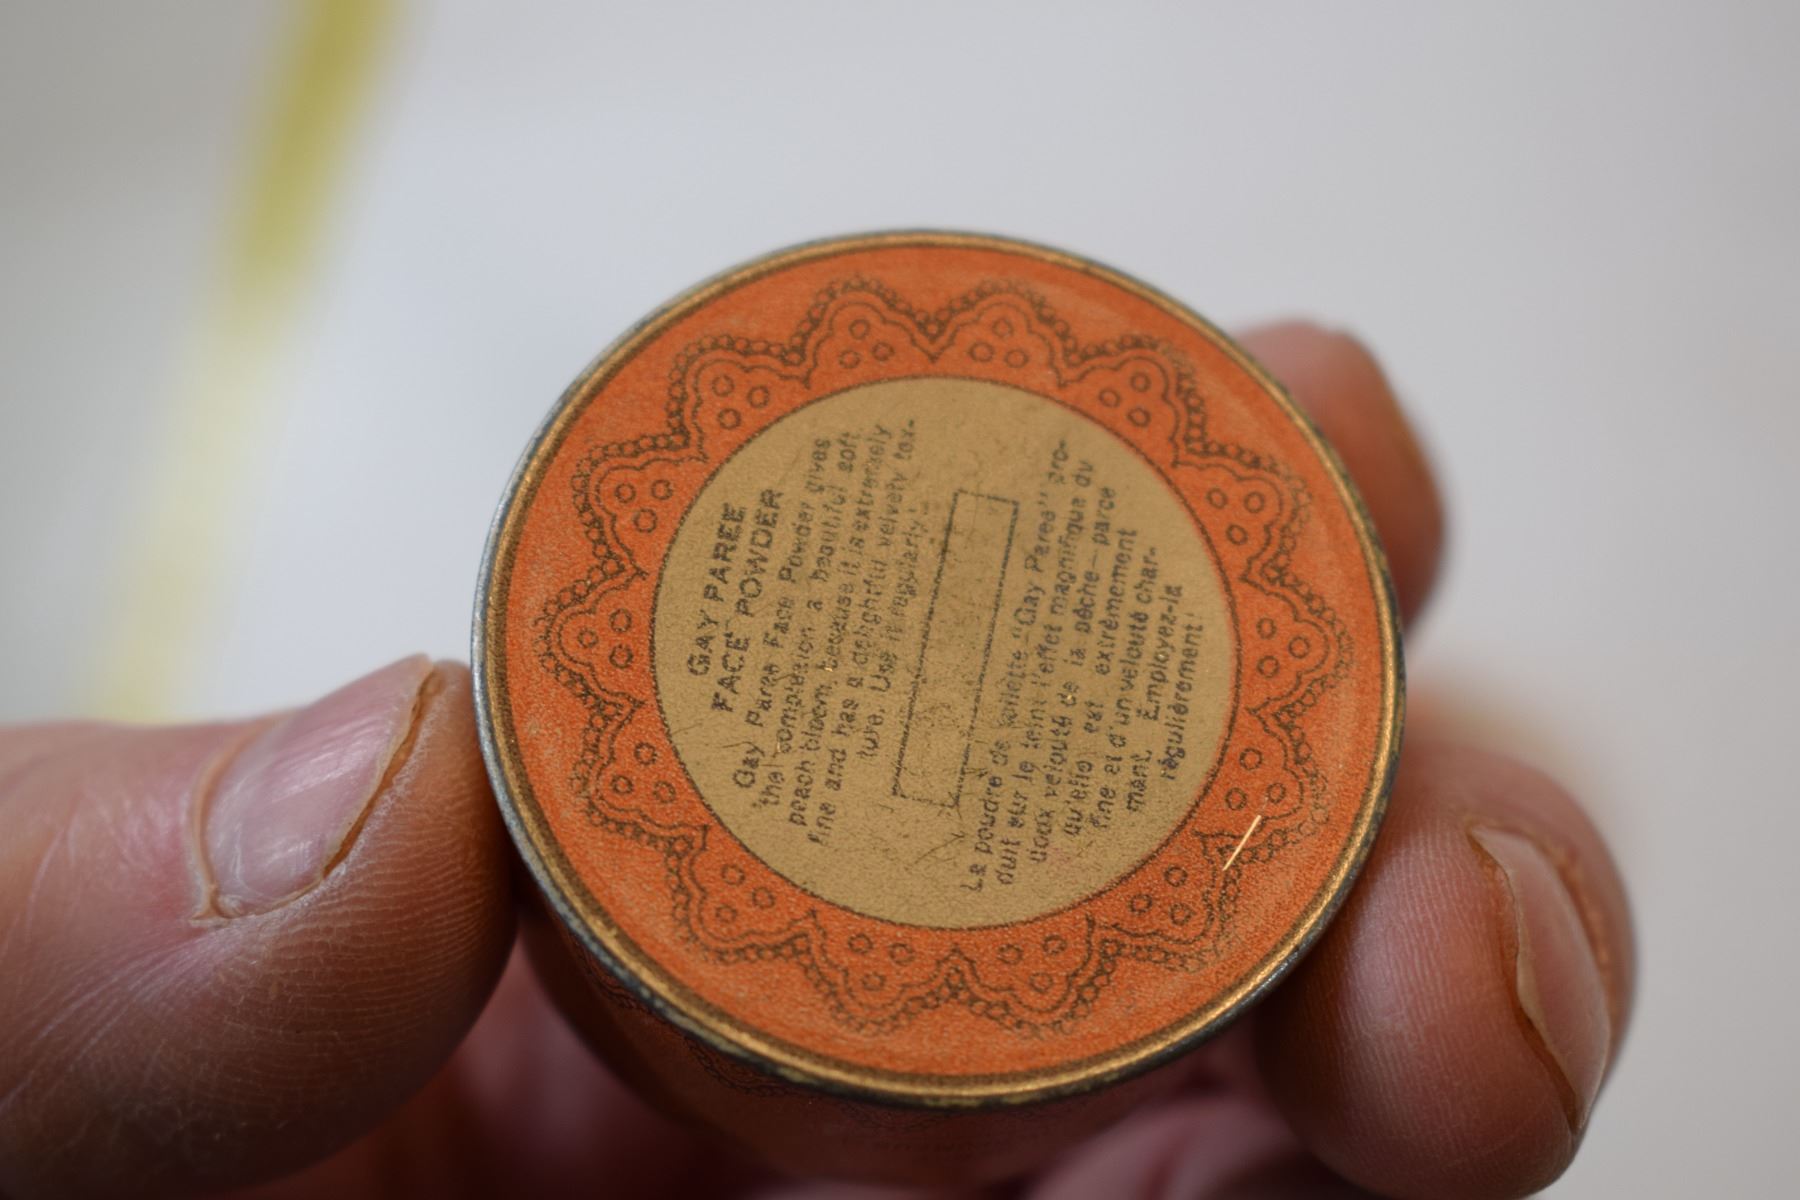 GAY PAREE
FACE POWDER
Gay Paree Face Powder gives
the complexion a beautiful soft
peach bloom, because it is extremely
fine and has a delightful velvety tex-
ture. Use it regularly!
La poudre de toilette "Gay Paree" pro-
duit sur le teint l'effet magnifique du
doux velouté de la pêche—parce
qu'elle est extrêmement
fine et d'un velouté char-
mant. Employez-la
régulièrement!